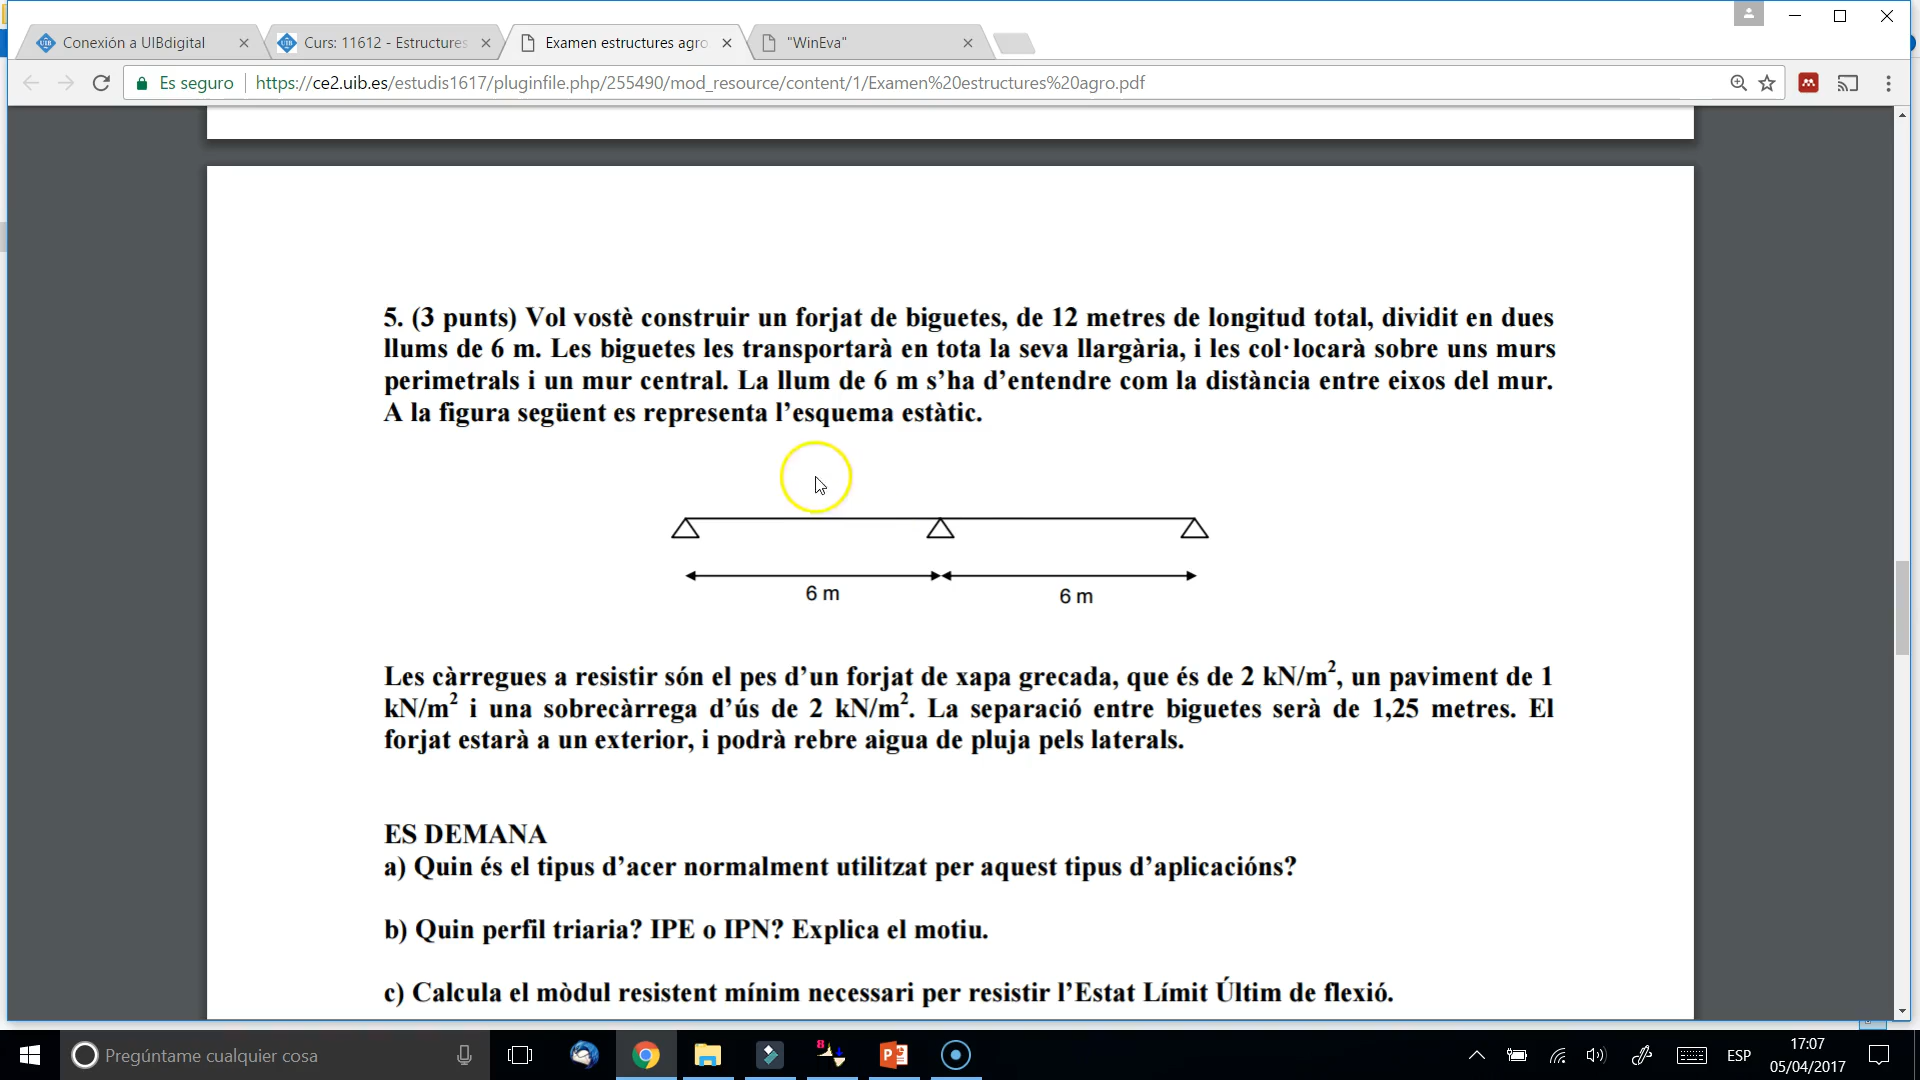 Conexión a UIBdigital
Curs: 11612 - Estructures
Examen estructures agro
"WinEva"
Es seguro
https://ce2.uib.es/estudis1617/pluginfile.php/255490/mod_resource/content/1/Examen%20estructures%20agro.pdf
5. (3 punts) Vol vostè construir un forjat de biguetes, de 12 metres de longitud total, dividit en dues
llums de 6 m. Les biguetes les transportarà en tota la seva llargària, i les col·locarà sobre uns murs
perimetrals i un mur central. La llum de 6 m s’ha d’entendre com la distància entre eixos del mur.
A la figura següent es representa l’esquema estàtic.
6 m
6 m
Les càrregues a resistir són el pes d’un forjat de xapa grecada, que és de 2 kN/m², un paviment de 1
kN/m² i una sobrecàrrega d’ús de 2 kN/m². La separació entre biguetes serà de 1,25 metres. El
forjat estarà a un exterior, i podrà rebre aigua de pluja pels laterals.
ES DEMANA
a) Quin és el tipus d’acer normalment utilitzat per aquest tipus d’aplicacións?
b) Quin perfil triaria? IPE o IPN? Explica el motiu.
c) Calcula el mòdul resistent mínim necessari per resistir l’Estat Límit Últim de flexió.
Pregúntame cualquier cosa
8
ESP
17:07
05/04/2017